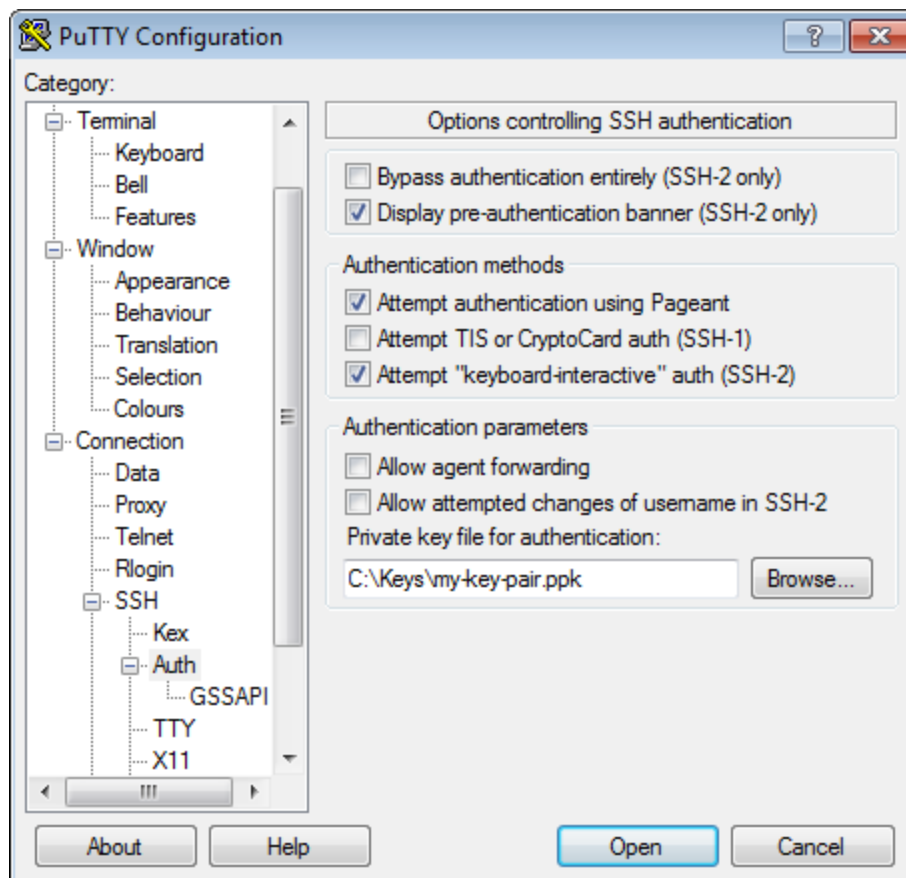 PuTTY Configuration
Category:
Terminal
Keyboard
Bell
Features
Window
Appearance
Behaviour
Translation
Selection
Colours
Connection
Data
Proxy
Telnet
Rlogin
SSH
Kex
Auth
GSSAPI
TTY
X11
Options controlling SSH authentication
Bypass authentication entirely (SSH-2 only)
Display pre-authentication banner (SSH-2 only)
Authentication methods
Attempt authentication using Pageant
Attempt TIS or CryptoCard auth (SSH-1)
Attempt "keyboard-interactive" auth (SSH-2)
Authentication parameters
Allow agent forwarding
Allow attempted changes of username in SSH-2
Private key file for authentication:
C:\Keys\my-key-pair.ppk
Browse...
About
Help
Open
Cancel